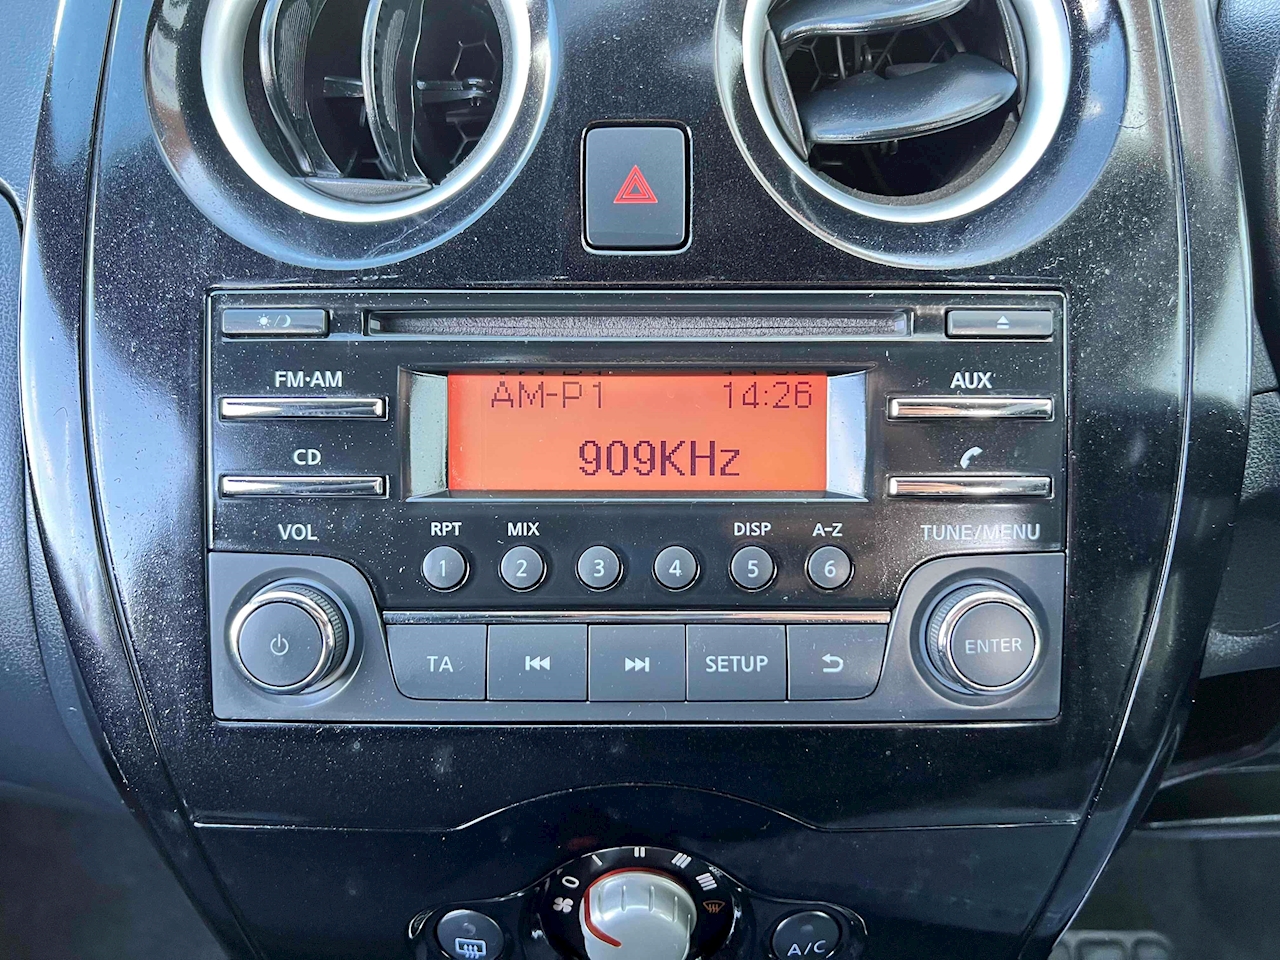 FM·AM
AUX
AM-P1 14:26
909KHz
CD
VOL
RPT MIX DISP A-Z
TUNE/MENU
1 2 3 4 5 6
TA SETUP
ENTER
0
A/C